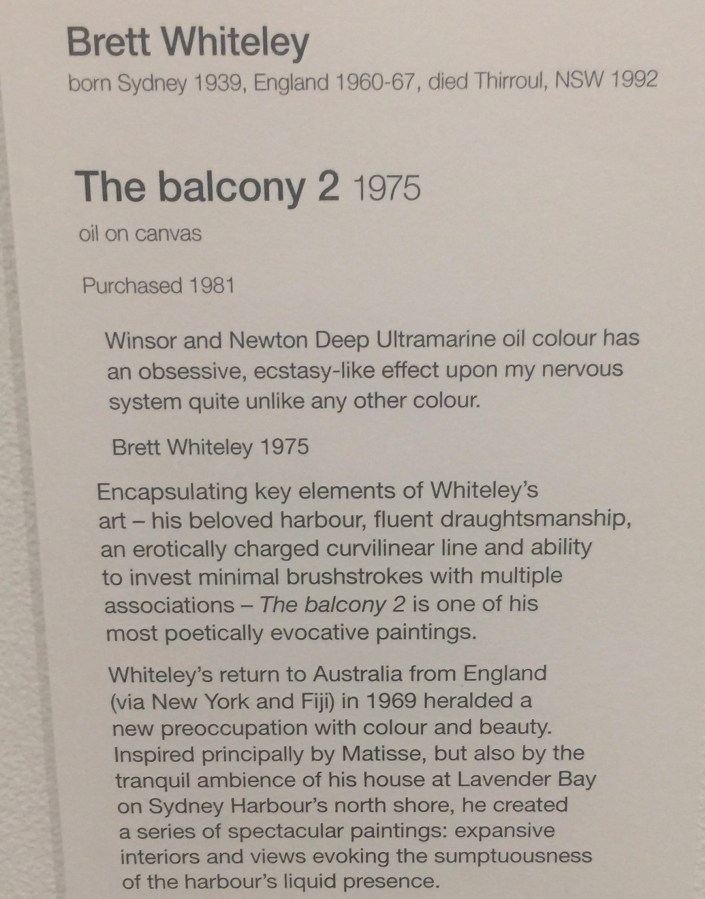 Brett Whiteley
born Sydney 1939, England 1960-67, died Thirroul, NSW 1992
The balcony 2 1975
oil on canvas
Purchased 1981
Winsor and Newton Deep Ultramarine oil colour has
an obsessive, ecstasy-like effect upon my nervous
system quite unlike any other colour.
Brett Whiteley 1975
Encapsulating key elements of Whiteley's
art – his beloved harbour, fluent draughtsmanship,
an erotically charged curvilinear line and ability
to invest minimal brushstrokes with multiple
associations – The balcony 2 is one of his
most poetically evocative paintings.
Whiteley's return to Australia from England
(via New York and Fiji) in 1969 heralded a
new preoccupation with colour and beauty.
Inspired principally by Matisse, but also by the
tranquil ambience of his house at Lavender Bay
on Sydney Harbour's north shore, he created
a series of spectacular paintings: expansive
interiors and views evoking the sumptuousness
of the harbour's liquid presence.